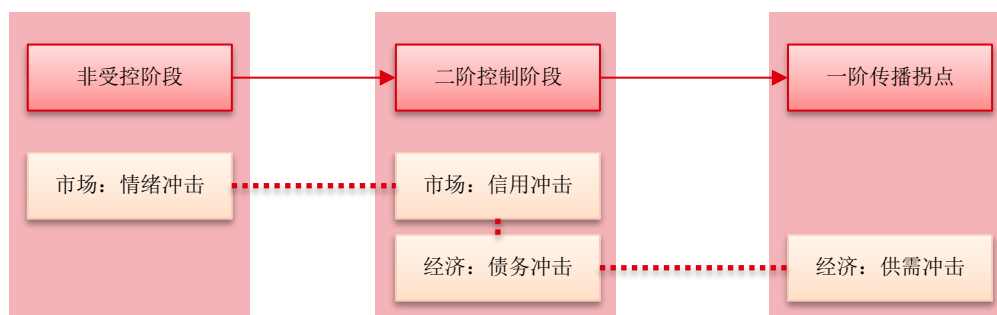 非受控阶段
二阶控制阶段
一阶传播拐点
市场：情绪冲击
市场：信用冲击
经济：债务冲击
经济：供需冲击